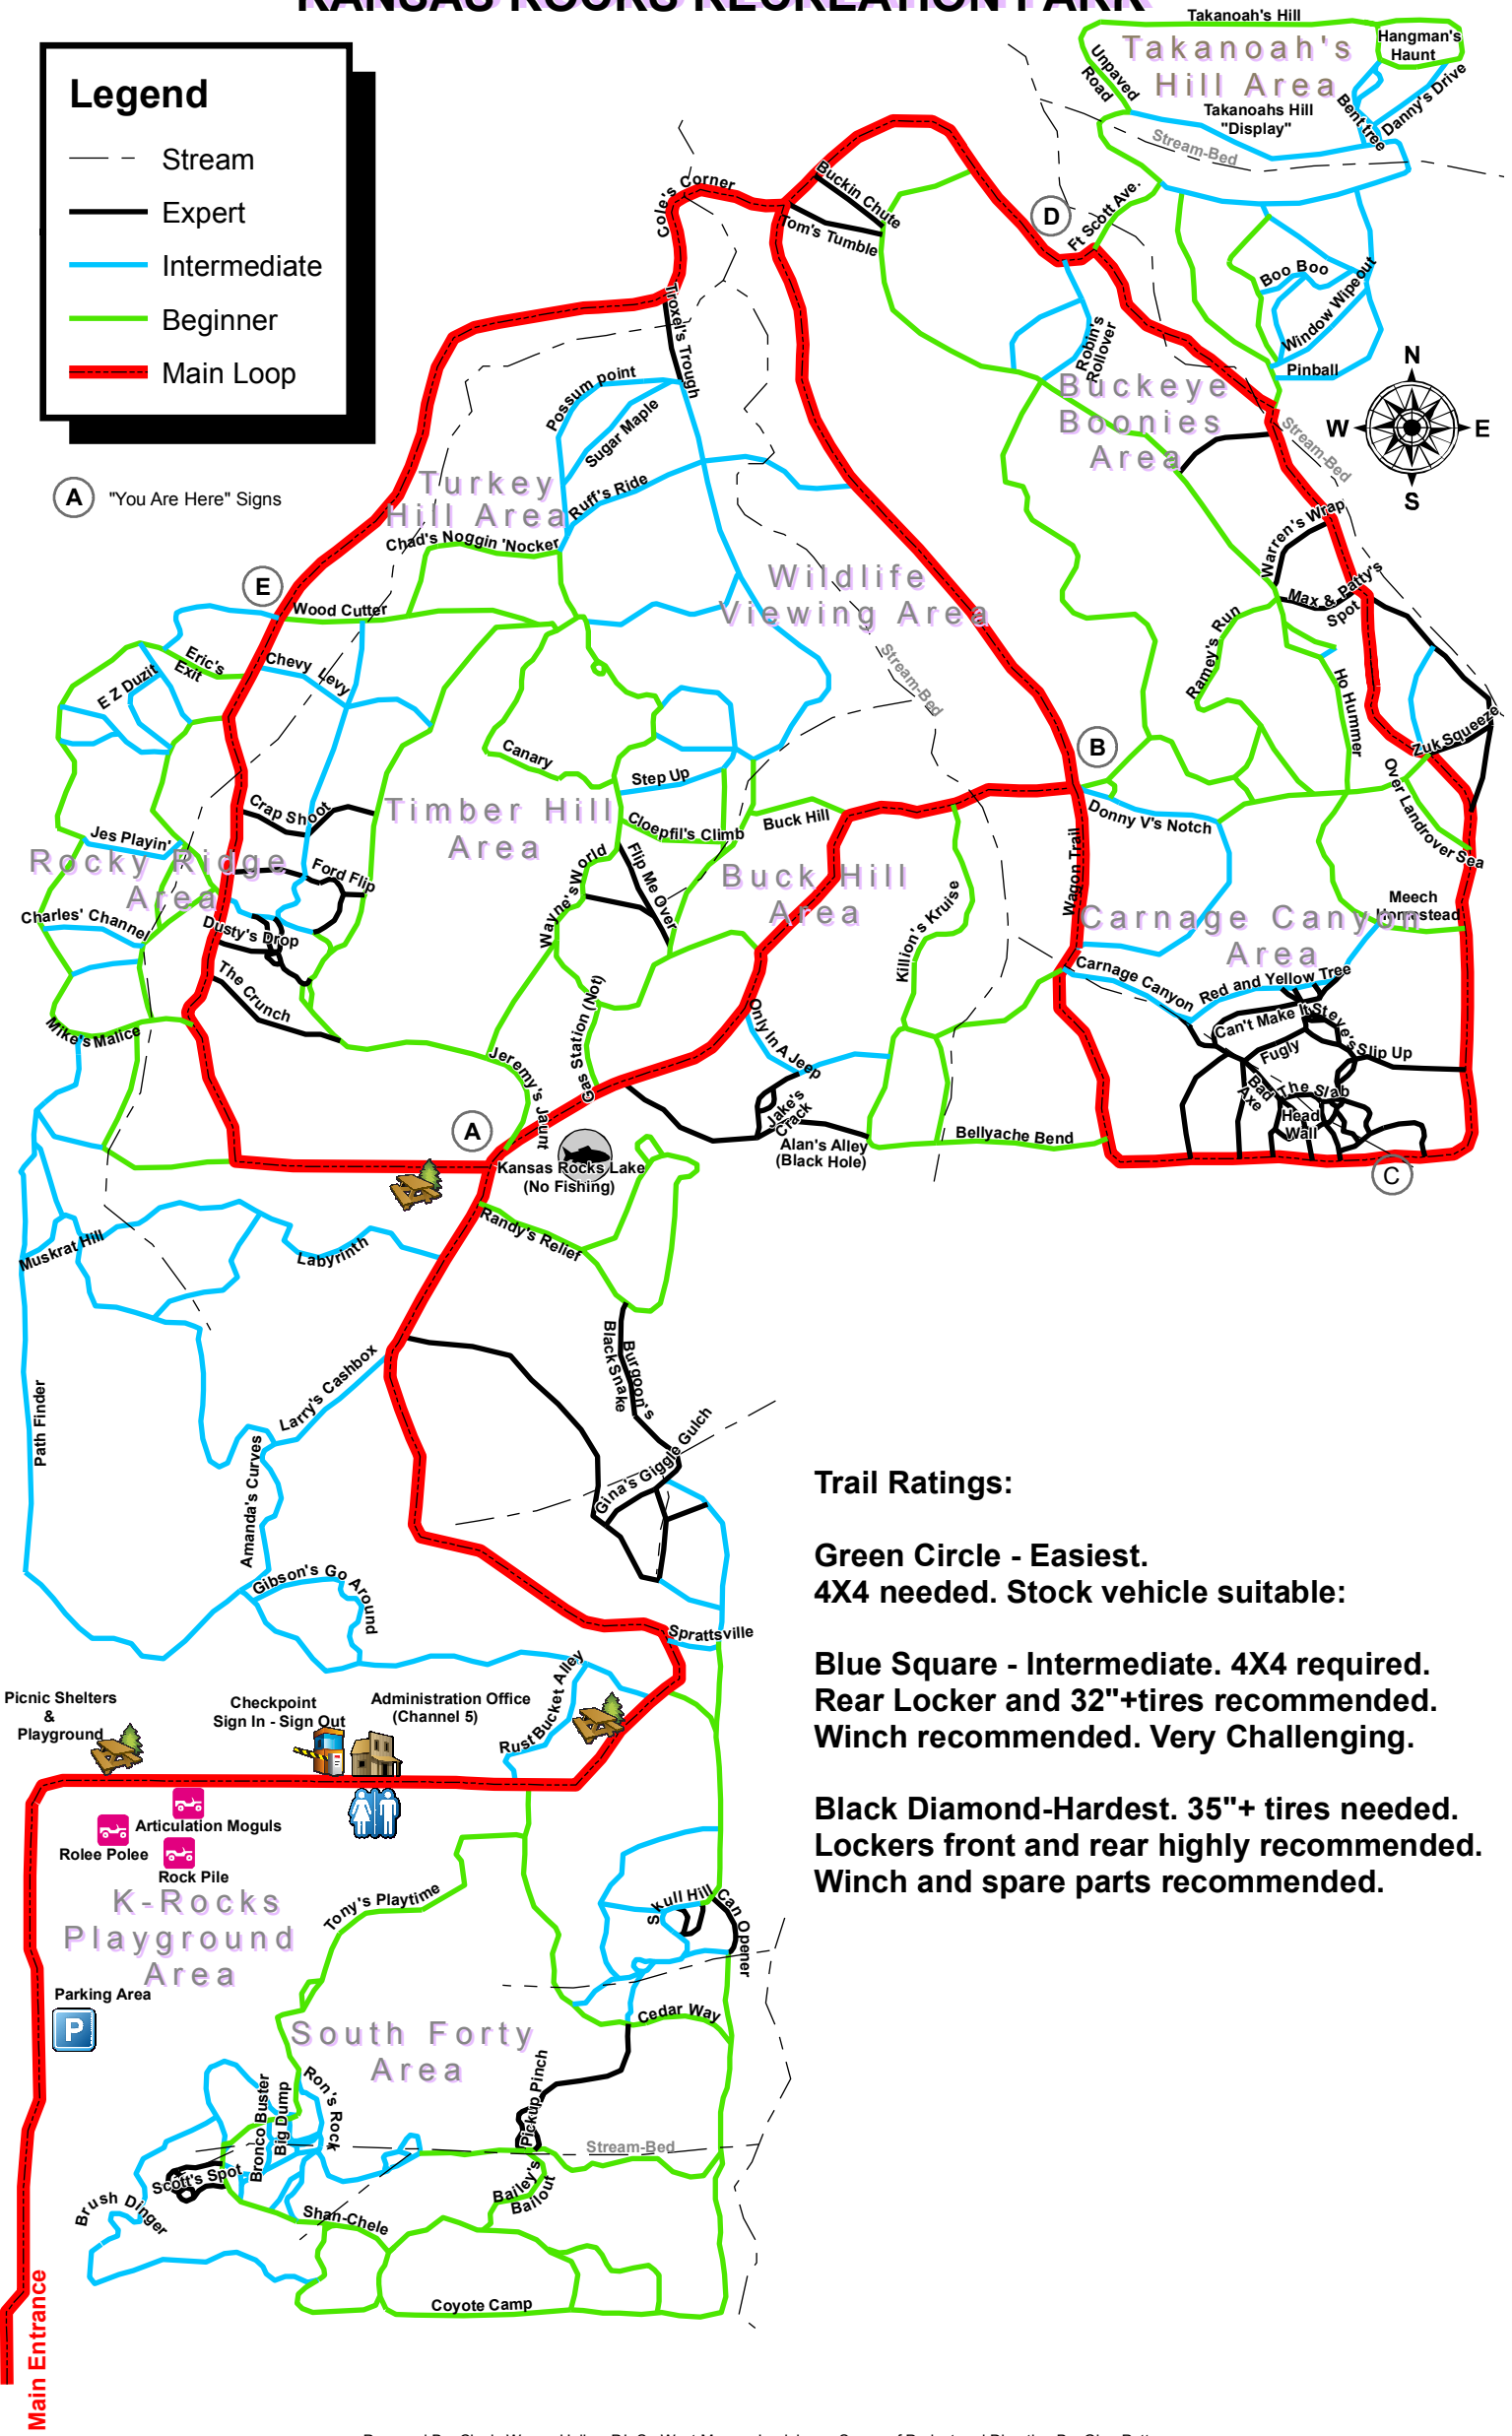 KANSAS ROCKS RECREATION PARK
Legend
Stream
Expert
Intermediate
Beginner
Main Loop
A
"You Are Here" Signs
Takanoah's Hill
Hangman's
Haunt
Takanoah's
Hill Area
Unpaved
Road
Takanoahs Hill
"Display"
Bent tree
Danny's Drive
Stream-Bed
Cole's Corner
Buckin Chute
Tom's Tumble
D
Ft Scott Ave.
Boo Boo
Window Wipeout
Pinball
Robin's
Rollover
Buckeye
Boonies
Area
Stream-Bed
N
W
E
S
Troxel's Trough
Possum point
Sugar Maple
Ruff's Ride
Turkey
Hill Area
Chad's Noggin 'Nocker
Wildlife
Viewing Area
Stream-Bed
Warren's Wrap
Max & Patty's
Spot
Ramey's Run
Ho Hummer
Zuk Squeeze
Over Landrover Sea
E
Wood Cutter
Eric's
Exit
E Z Duzit
Chevy Levy
Canary
Step Up
Cloepfil's Climb
Buck Hill
B
Donny V's Notch
Wagon Trail
Crap Shoot
Timber Hill
Area
Jes Playin'
Rocky Ridge
Area
Ford Flip
Wayne's World
Flip Me Over
Buck Hill
Area
Killion's Kruise
Meech
Homestead
Carnage Canyon
Area
Charles' Channel
Dusty's Drop
The Crunch
Mike's Malice
Gas Station (Not)
Only In A Jeep
Carnage Canyon
Red and Yellow Tree
Can't Make It
Steve's Slip Up
Fugly
Bad
Axe
The Slab
Head
Wall
Jeremy's Jaunt
Jake's
Crack
Alan's Alley
(Black Hole)
Bellyache Bend
A
C
Kansas Rocks Lake
(No Fishing)
Randy's Relief
Muskrat Hill
Labyrinth
Path Finder
Larry's Cashbox
Burgoon's
Black Snake
Gina's Giggle Gulch
Amanda's Curves
Gibson's Go Around
Sprattsville
Trail Ratings:
Green Circle - Easiest.
4X4 needed. Stock vehicle suitable:
Blue Square - Intermediate. 4X4 required.
Rear Locker and 32"+tires recommended.
Winch recommended. Very Challenging.
Black Diamond-Hardest. 35"+ tires needed.
Lockers front and rear highly recommended.
Winch and spare parts recommended.
Picnic Shelters
&
Playground
Checkpoint
Sign In - Sign Out
Administration Office
(Channel 5)
RustBucket Alley
Articulation Moguls
Rolee Polee
Rock Pile
K-Rocks
Playground
Area
Tony's Playtime
Skull Hill
Can Opener
Parking Area
P
Cedar Way
South Forty
Area
Ron's Rock
Bronco Buster
Big Dump
Pickup Pinch
Stream-Bed
Scott's Spot
Bailey's
Bailout
Brush Dinger
Shan-Chele
Coyote Camp
Main Entrance